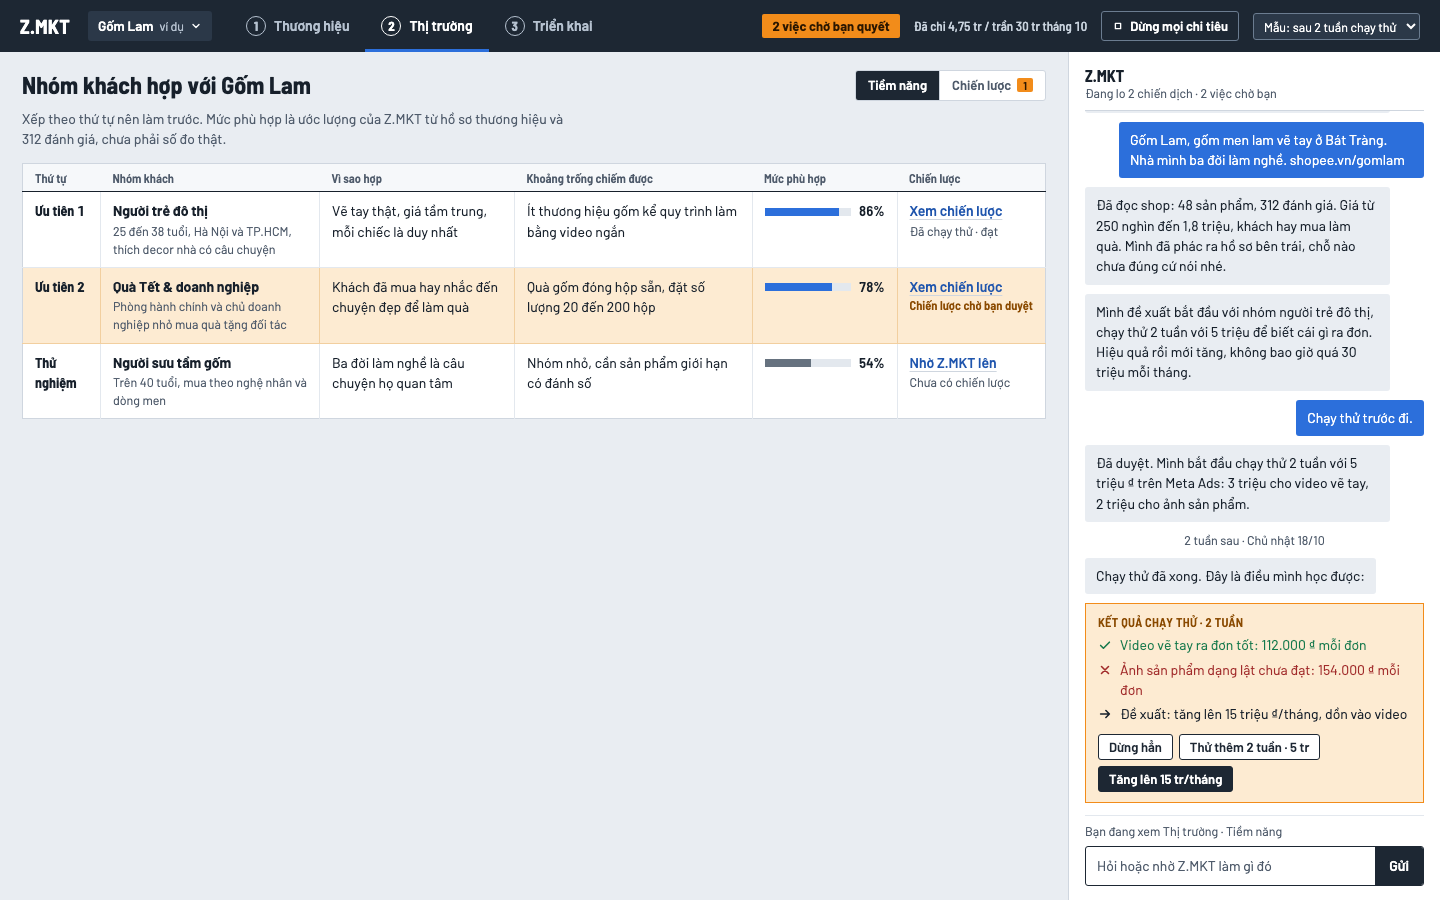 Z.MKT
Gốm Lam ví dụ
1 Thương hiệu
2 Thị trường
3 Triển khai
2 việc chờ bạn quyết
Đã chi 4,75 tr / trần 30 tr tháng 10
Dừng mọi chi tiêu
Mẫu: sau 2 tuần chạy thử
Nhóm khách hợp với Gốm Lam
Tiềm năng
Chiến lược 1
Xếp theo thứ tự nên làm trước. Mức phù hợp là ước lượng của Z.MKT từ hồ sơ thương hiệu và
312 đánh giá, chưa phải số đo thật.
Thứ tự
Nhóm khách
Vì sao hợp
Khoảng trống chiếm được
Mức phù hợp
Chiến lược
Ưu tiên 1
Người trẻ đô thị
25 đến 38 tuổi, Hà Nội và TP.HCM,
thích decor nhà có câu chuyện
Vẽ tay thật, giá tầm trung,
mỗi chiếc là duy nhất
Ít thương hiệu gốm kể quy trình làm
bằng video ngắn
86%
Xem chiến lược
Đã chạy thử · đạt
Ưu tiên 2
Quà Tết & doanh nghiệp
Phòng hành chính và chủ doanh
nghiệp nhỏ mua quà tặng đối tác
Khách đã mua hay nhắc đến
chuyện đẹp để làm quà
Quà gốm đóng hộp sẵn, đặt số
lượng 20 đến 200 hộp
78%
Xem chiến lược
Chiến lược chờ bạn duyệt
Thử
nghiệm
Người sưu tầm gốm
Trên 40 tuổi, mua theo nghệ nhân và
dòng men
Ba đời làm nghề là câu
chuyện họ quan tâm
Nhóm nhỏ, cần sản phẩm giới hạn
có đánh số
54%
Nhờ Z.MKT lên
Chưa có chiến lược
Z.MKT
Đang lo 2 chiến dịch · 2 việc chờ bạn
Gốm Lam, gốm men lam vẽ tay ở Bát Tràng.
Nhà mình ba đời làm nghề. shopee.vn/gomlam
Đã đọc shop: 48 sản phẩm, 312 đánh giá. Giá từ
250 nghìn đến 1,8 triệu, khách hay mua làm
quà. Mình đã phác ra hồ sơ bên trái, chỗ nào
chưa đúng cứ nói nhé.
Mình đề xuất bắt đầu với nhóm người trẻ đô thị,
chạy thử 2 tuần với 5 triệu để biết cái gì ra đơn.
Hiệu quả rồi mới tăng, không bao giờ quá 30
triệu mỗi tháng.
Chạy thử trước đi.
Đã duyệt. Mình bắt đầu chạy thử 2 tuần với 5
triệu ₫ trên Meta Ads: 3 triệu cho video vẽ tay,
2 triệu cho ảnh sản phẩm.
2 tuần sau · Chủ nhật 18/10
Chạy thử đã xong. Đây là điều mình học được:
KẾT QUẢ CHẠY THỬ · 2 TUẦN
Video vẽ tay ra đơn tốt: 112.000 ₫ mỗi đơn
Ảnh sản phẩm dạng lật chưa đạt: 154.000 ₫ mỗi
đơn
Đề xuất: tăng lên 15 triệu ₫/tháng, dồn vào video
Dừng hẳn
Thử thêm 2 tuần · 5 tr
Tăng lên 15 tr/tháng
Bạn đang xem Thị trường · Tiềm năng
Hỏi hoặc nhờ Z.MKT làm gì đó
Gửi